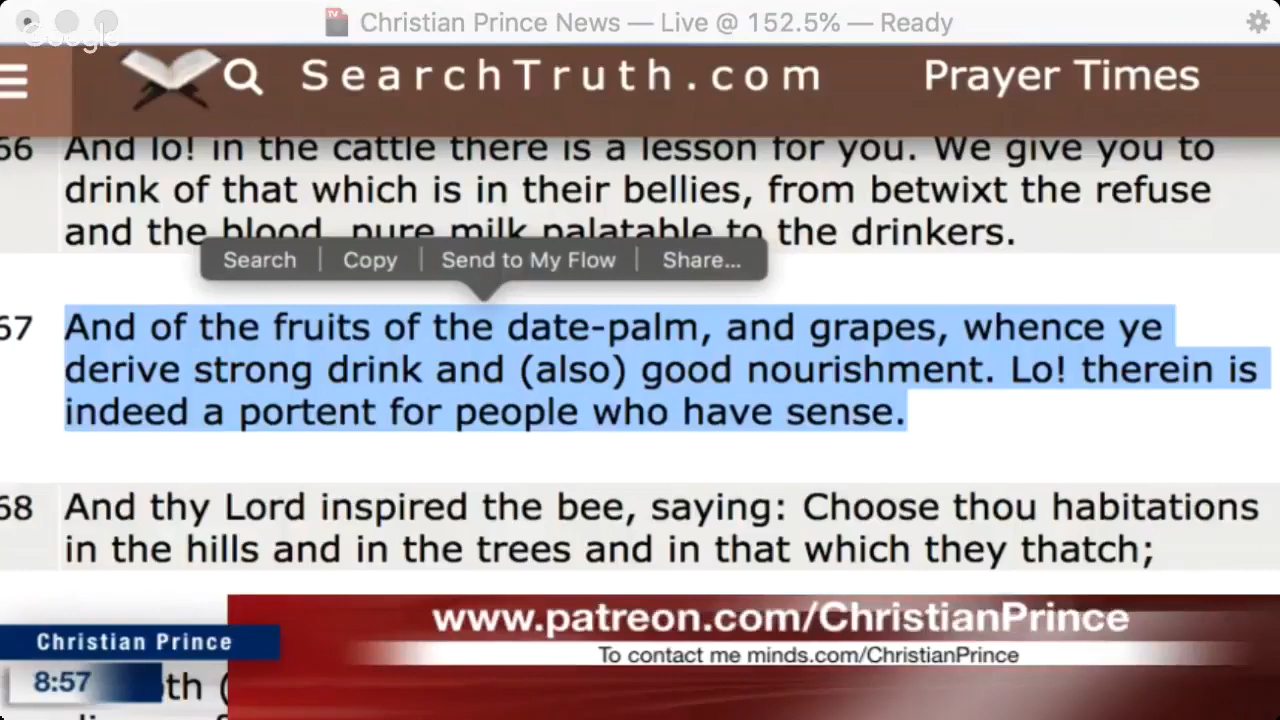 Christian Prince News — Live @ 152.5% — Ready
Google
SearchTruth.com
Prayer Times
66 And lo! in the cattle there is a lesson for you. We give you to
drink of that which is in their bellies, from betwixt the refuse
and the blood, pure milk palatable to the drinkers.
Search Copy Send to My Flow Share...
67 And of the fruits of the date-palm, and grapes, whence ye
derive strong drink and (also) good nourishment. Lo! therein is
indeed a portent for people who have sense.
68 And thy Lord inspired the bee, saying: Choose thou habitations
in the hills and in the trees and in that which they thatch;
www.patreon.com/ChristianPrince
Christian Prince
To contact me minds.com/ChristianPrince
8:57
th (